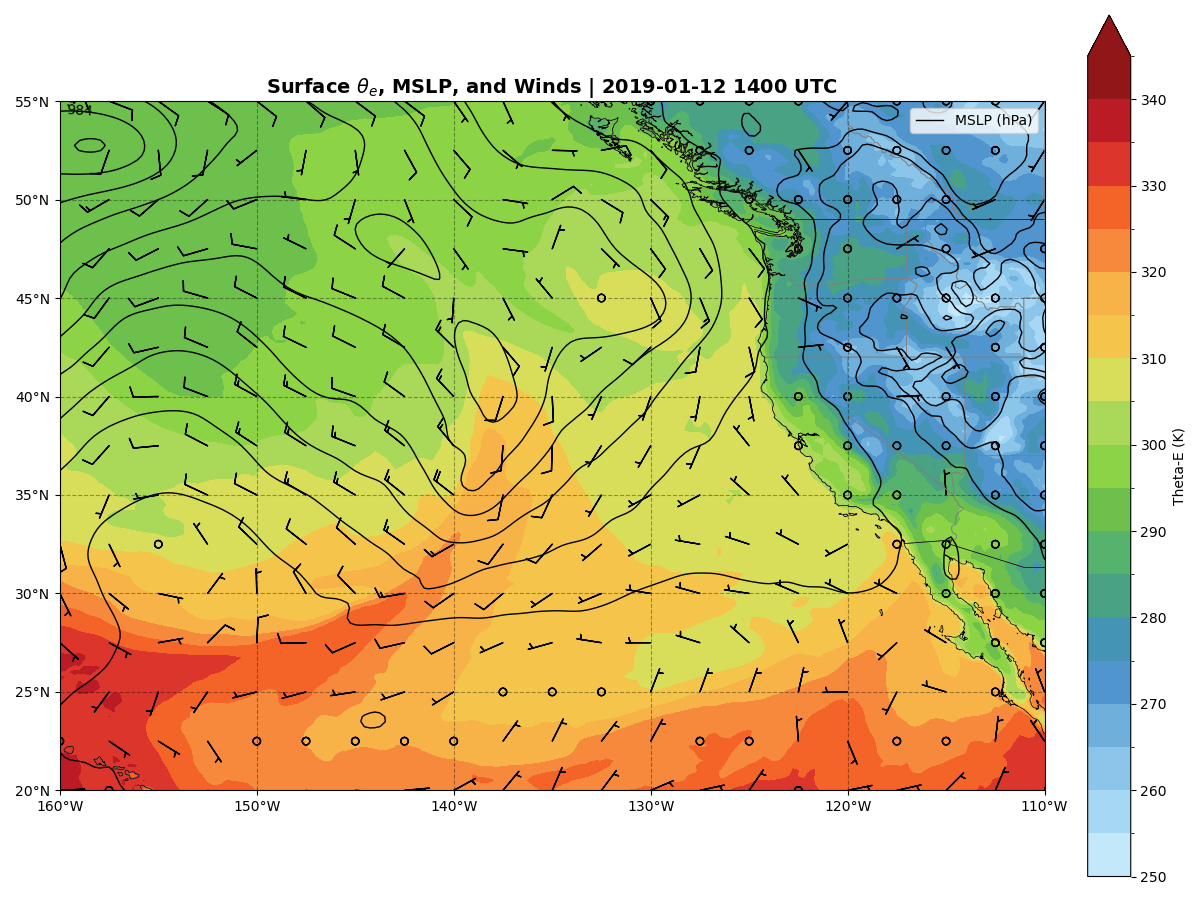 Surface θe, MSLP, and Winds | 2019-01-12 1400 UTC
984
MSLP (hPa)
55°N
50°N
45°N
40°N
35°N
30°N
25°N
20°N
160°W 150°W 140°W 130°W 120°W 110°W
340
330
320
310
300
290
280
270
260
250
Theta-E (K)